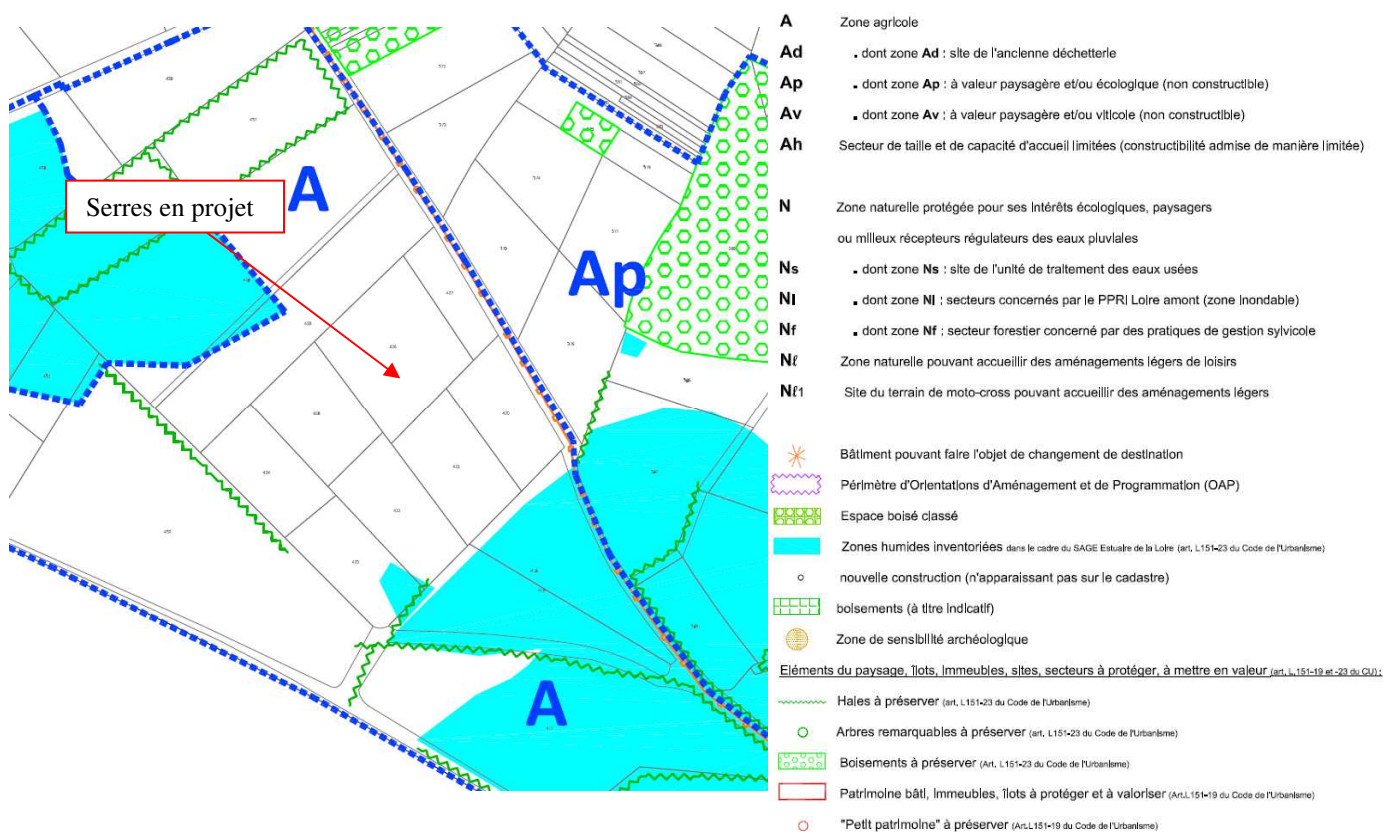 Serres en projet
A
Ap
A
A Zone agricole
Ad . dont zone Ad : site de l'ancienne déchetterie
Ap . dont zone Ap : à valeur paysagère et/ou écologique (non constructible)
Av . dont zone Av : à valeur paysagère et/ou viticole (non constructible)
Ah Secteur de taille et de capacité d'accueil limitées (constructibilité admise de manière limitée)
N Zone naturelle protégée pour ses intérêts écologiques, paysagers
ou milieux récepteurs régulateurs des eaux pluviales
Ns . dont zone Ns : site de l'unité de traitement des eaux usées
NI . dont zone NI : secteurs concernés par le PPRI Loire amont (zone inondable)
Nf . dont zone Nf : secteur forestier concerné par des pratiques de gestion sylvicole
Nℓ Zone naturelle pouvant accueillir des aménagements légers de loisirs
Nℓ1 Site du terrain de moto-cross pouvant accueillir des aménagements légers
Bâtiment pouvant faire l'objet de changement de destination
Périmètre d'Orientations d'Aménagement et de Programmation (OAP)
Espace boisé classé
Zones humides inventoriées dans le cadre du SAGE Estuaire de la Loire (art. L151-23 du Code de l'Urbanisme)
nouvelle construction (n'apparaissant pas sur le cadastre)
boisements (à titre indicatif)
Zone de sensibilité archéologique
Eléments du paysage, îlots, immeubles, sites, secteurs à protéger, à mettre en valeur (art. L.151-19 et -23 du CU) :
Haies à préserver (art. L151-23 du Code de l'Urbanisme)
Arbres remarquables à préserver (art. L151-23 du Code de l'Urbanisme)
Boisements à préserver (Art. L151-23 du Code de l'Urbanisme)
Patrimoine bâti, immeubles, îlots à protéger et à valoriser (Art.L151-19 du Code de l'Urbanisme)
"Petit patrimoine" à préserver (Art.L151-19 du Code de l'Urbanisme)